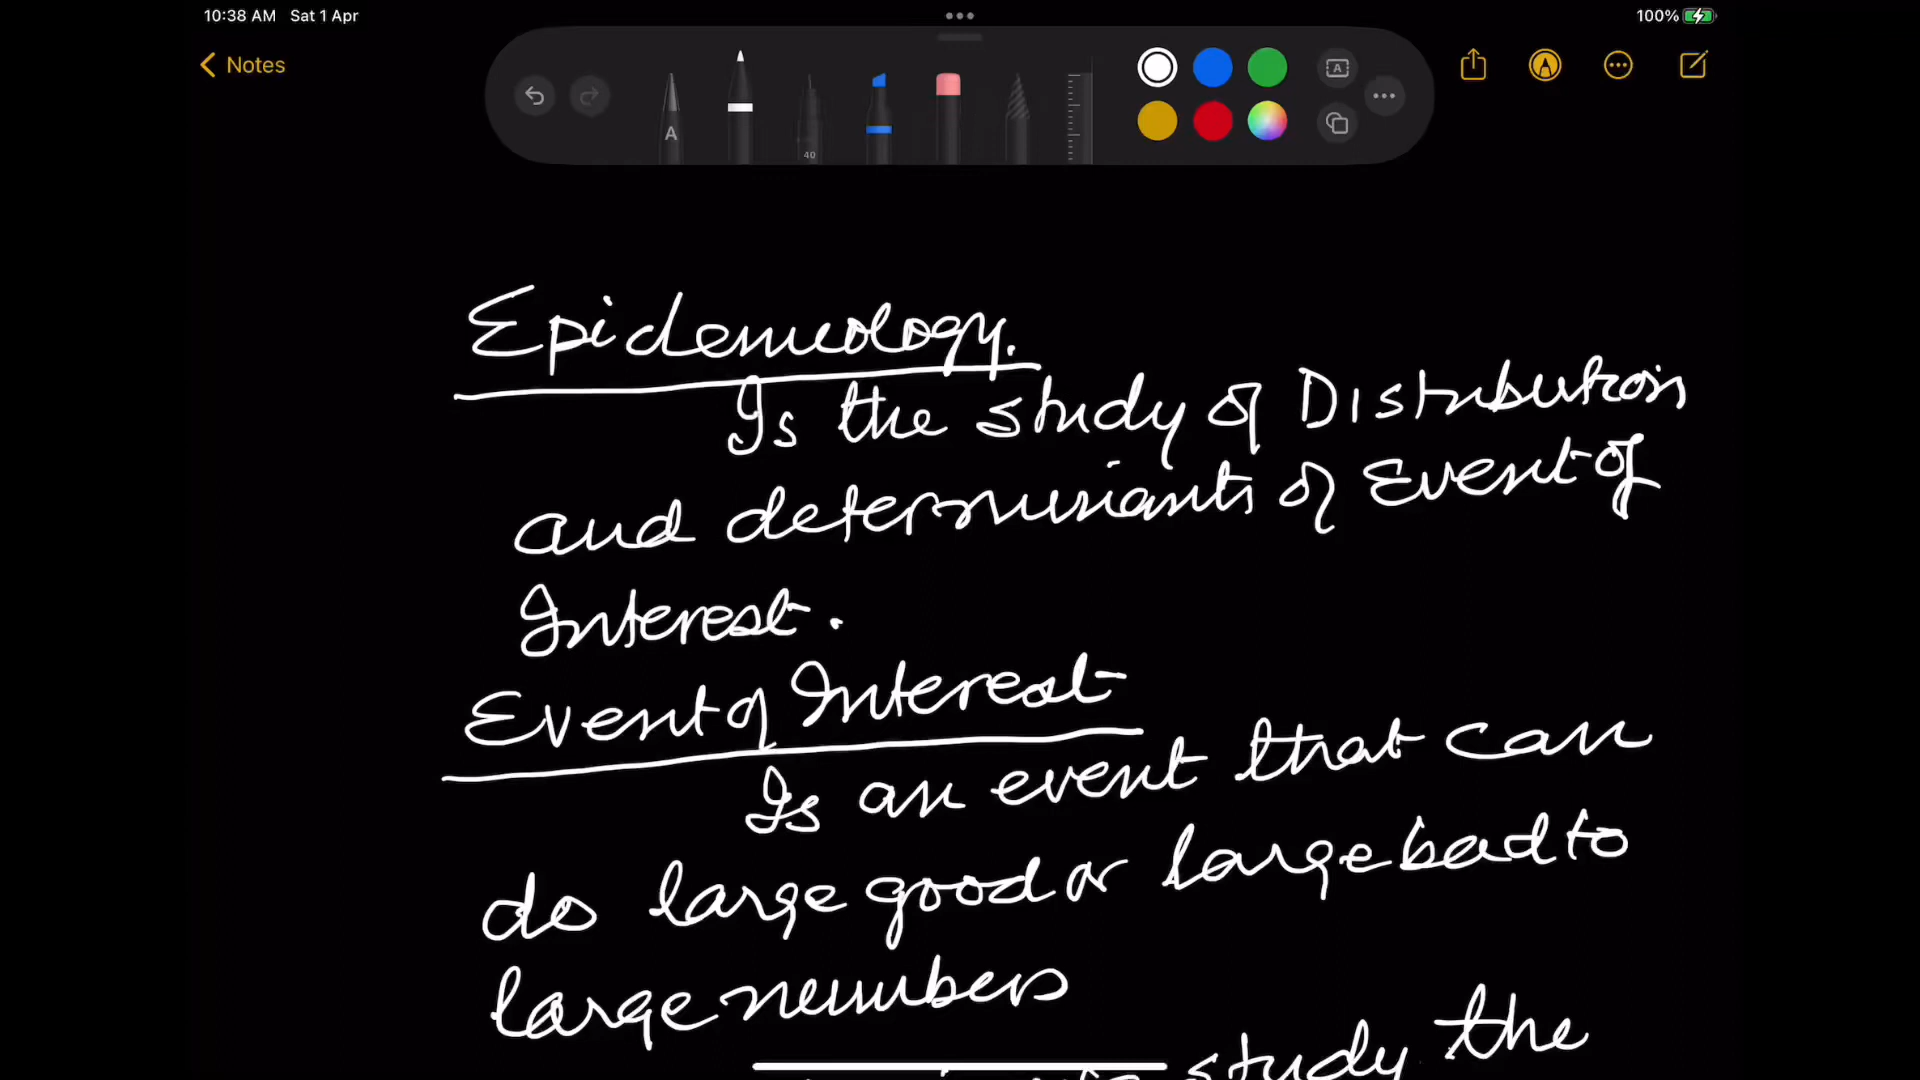 10:38 AM Sat 1 Apr
100%
Notes
A
40
A
Epidemeology.
Is the study of Distribution
and determinants of Event of
Interest.
Event of Interest
Is an event that can
do large good or large bad to
large numbers
study the